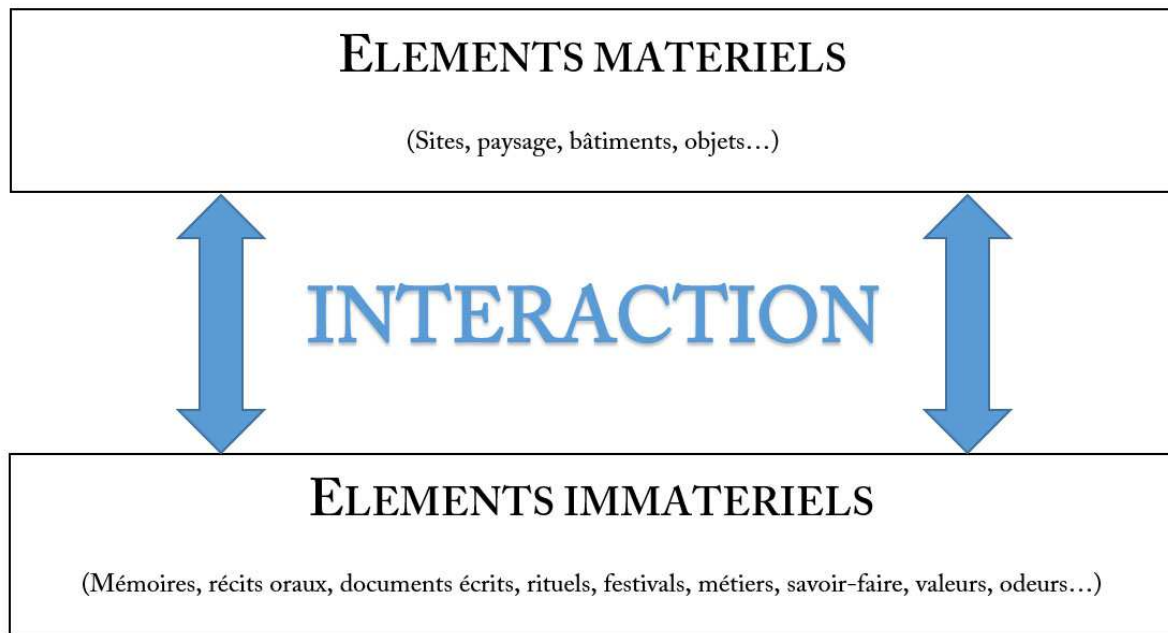 ELEMENTS MATERIELS
(Sites, paysage, bâtiments, objets…)
INTERACTION
ELEMENTS IMMATERIELS
(Mémoires, récits oraux, documents écrits, rituels, festivals, métiers, savoir-faire, valeurs, odeurs…)